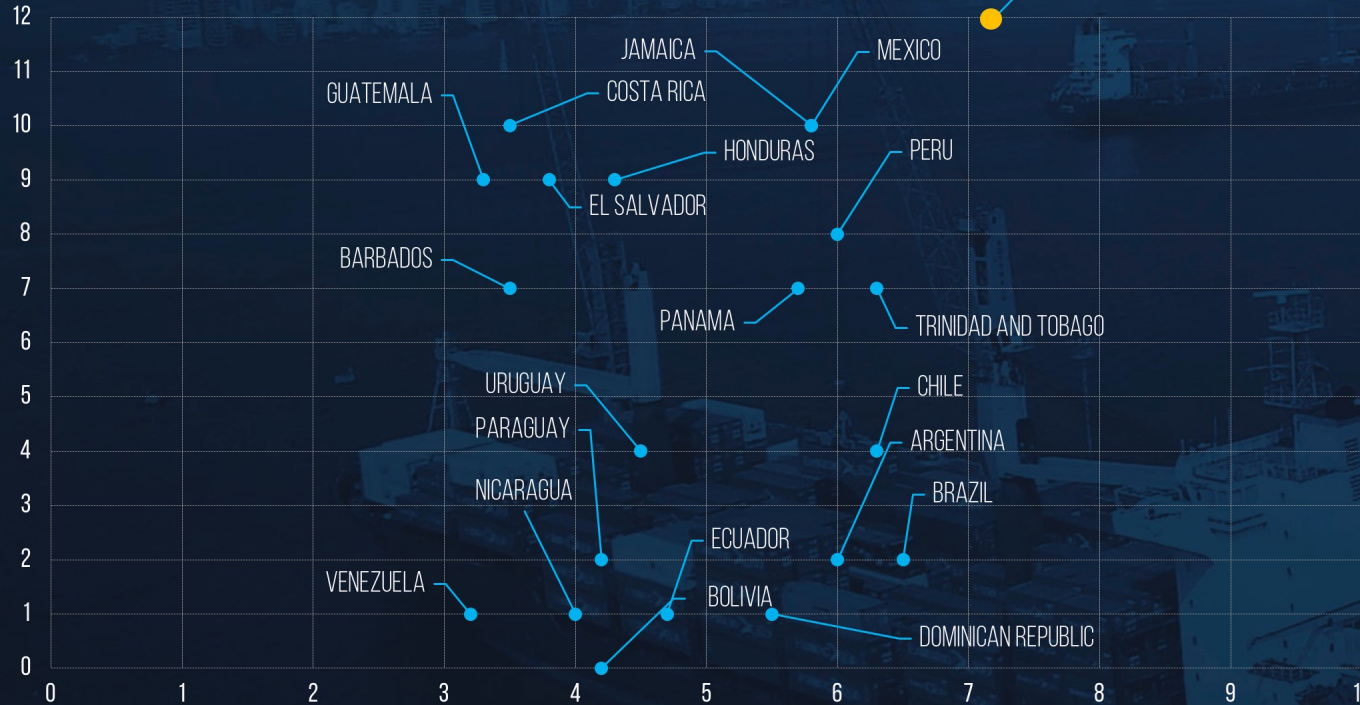 12
JAMAICA
MEXICO
11
GUATEMALA
COSTA RICA
10
HONDURAS
PERU
9
EL SALVADOR
8
BARBADOS
7
PANAMA
TRINIDAD AND TOBAGO
6
URUGUAY
CHILE
5
PARAGUAY
ARGENTINA
4
NICARAGUA
BRAZIL
3
ECUADOR
2
VENEZUELA
BOLIVIA
1
DOMINICAN REPUBLIC
0
0 1 2 3 4 5 6 7 8 9